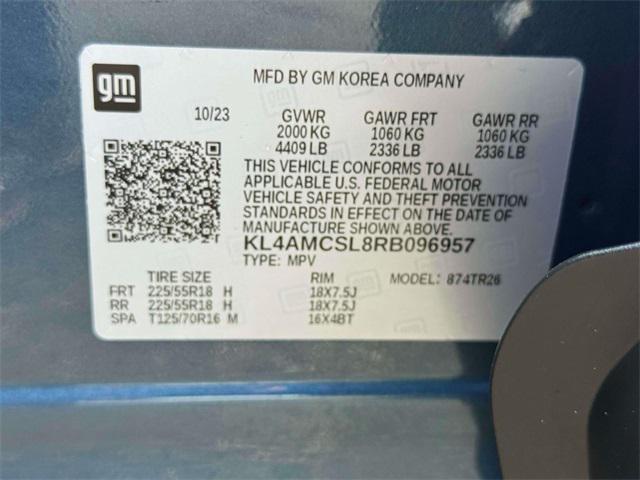 gm
MFD BY GM KOREA COMPANY
10/23 GVWR GAWR FRT GAWR RR
2000 KG 1060 KG 1060 KG
4409 LB 2336 LB 2336 LB
THIS VEHICLE CONFORMS TO ALL
APPLICABLE U.S. FEDERAL MOTOR
VEHICLE SAFETY AND THEFT PREVENTION
STANDARDS IN EFFECT ON THE DATE OF
MANUFACTURE SHOWN ABOVE.
KL4AMCSL8RB096957
TYPE: MPV MODEL: 874TR26
TIRE SIZE RIM
FRT 225/55R18 H 18X7.5J
RR 225/55R18 H 18X7.5J
SPA T125/70R16 M 16X4BT